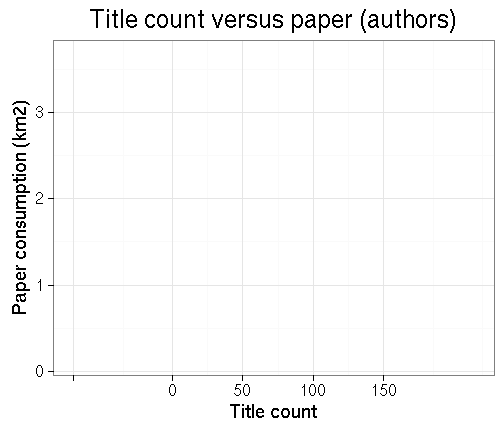 Title count versus paper (authors)
Paper consumption (km2)
3
2
1
0
0 50 100 150
Title count